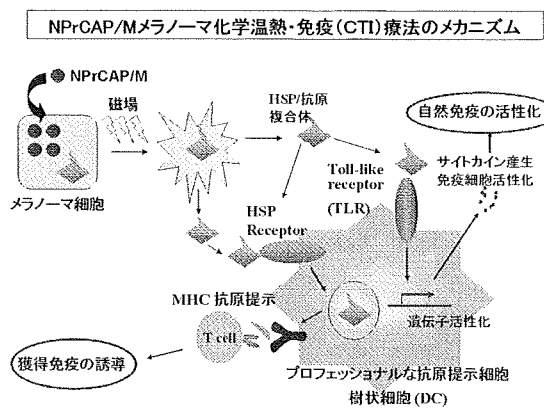 NPrCAP/Mメラノーマ化学温熱・免疫(CTI)療法のメカニズム
NPrCAP/M
磁場
メラノーマ細胞
HSP/抗原
複合体
Toll-like
receptor
(TLR)
HSP
Receptor
自然免疫の活性化
サイトカイン産生
免疫細胞活性化
MHC 抗原提示
T cell
獲得免疫の誘導
遺伝子活性化
プロフェッショナルな抗原提示細胞
樹状細胞(DC)